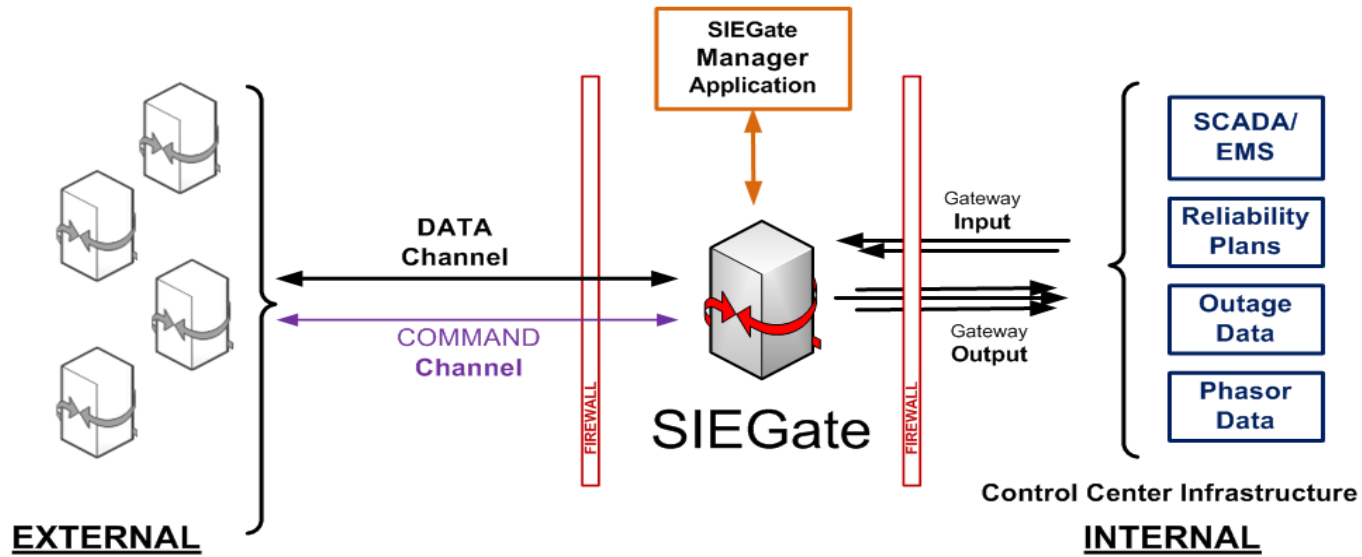 SIEGate
Manager
Application
SCADA/
EMS
DATA
Channel
Gateway
Input
Reliability
Plans
COMMAND
Channel
Gateway
Output
Outage
Data
FIREWALL
FIREWALL
SIEGate
Phasor
Data
Control Center Infrastructure
EXTERNAL
INTERNAL